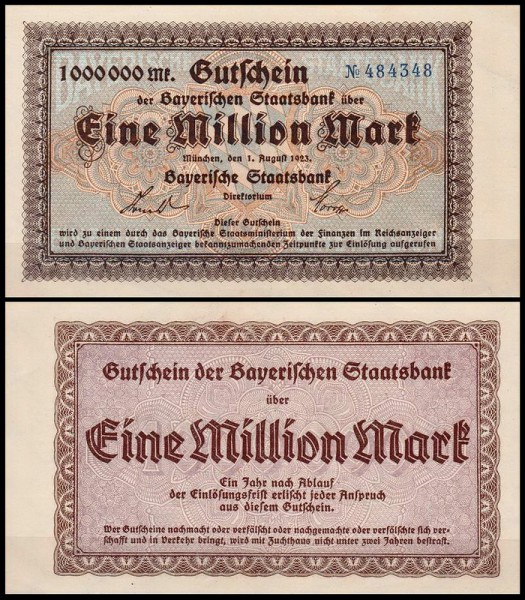 1000000 Mk. Gutschein № 484348
der Bayerischen Staatsbank über
Eine Million Mark
München, den 1. August 1923.
Bayerische Staatsbank
Direktorium
Dieser Gutschein
wird zu einem durch das Bayerische Staatsministerium der Finanzen im Reichsanzeiger
und Bayerischen Staatsanzeiger bekanntzumachenden Zeitpunkte zur Einlösung aufgerufen
Gutschein der Bayerischen Staatsbank
über
Eine Million Mark
Ein Jahr nach Ablauf
der Einlösungsfrist erlischt jeder Anspruch
aus diesem Gutschein.
Wer Gutscheine nachmacht oder verfälscht oder nachgemachte oder verfälschte sich ver-
schafft und in Verkehr bringt, wird mit Zuchthaus nicht unter zwei Jahren bestraft.